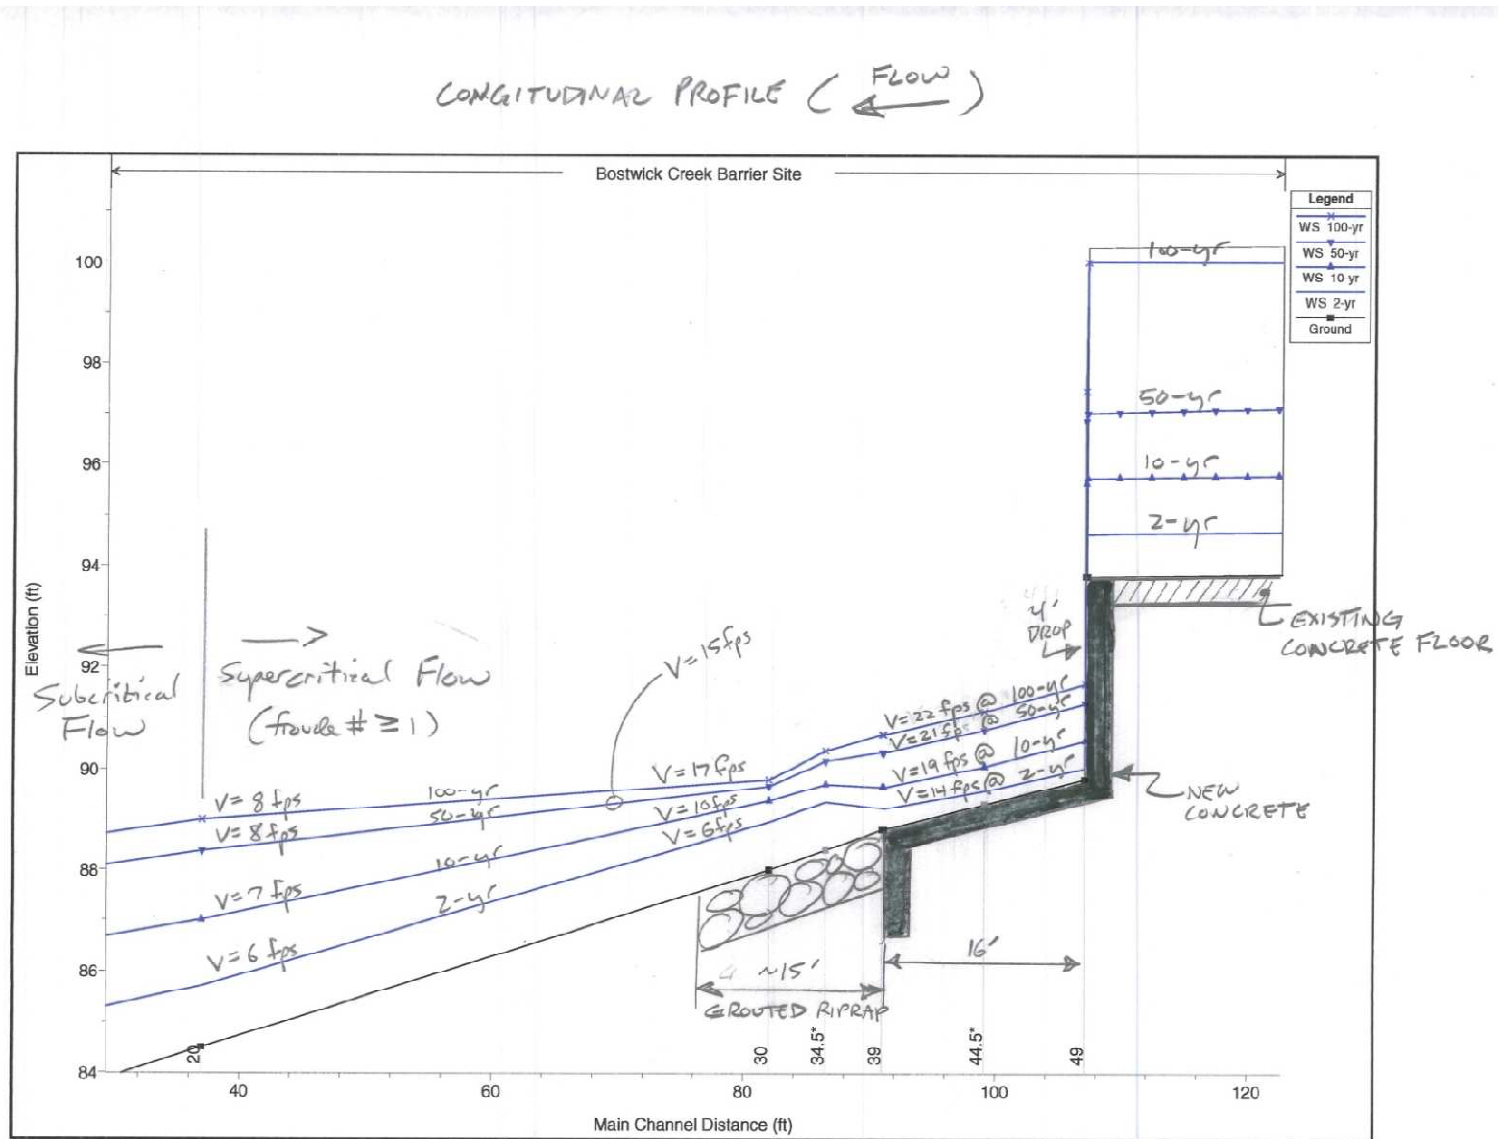 LONGITUDINAL PROFILE ( FLOW )
Bostwick Creek Barrier Site
Legend
WS 100-yr
WS 50-yr
WS 10 yr
WS 2-yr
Ground
Elevation (ft)
100
98
96
94
92
90
88
86
84
100-yr
50-yr
10-yr
2-yr
4'
DROP
EXISTING
CONCRETE FLOOR
NEW
CONCRETE
Subcritical
Flow
Supercritical Flow
(froude # ≥ 1)
V=15fps
V=22 fps @ 100-yr
V=21fps @ 50-yr
V=19 fps @ 10-yr
V=14 fps @ 2-yr
V=17fps
V=10fps
V=6fps
100-yr
50-yr
10-yr
2-yr
V=8 fps
V=8 fps
V=7 fps
V=6 fps
16'
~15'
GROUTED RIPRAP
20
30
34.5*
39
44.5*
49
40
60
80
100
120
Main Channel Distance (ft)